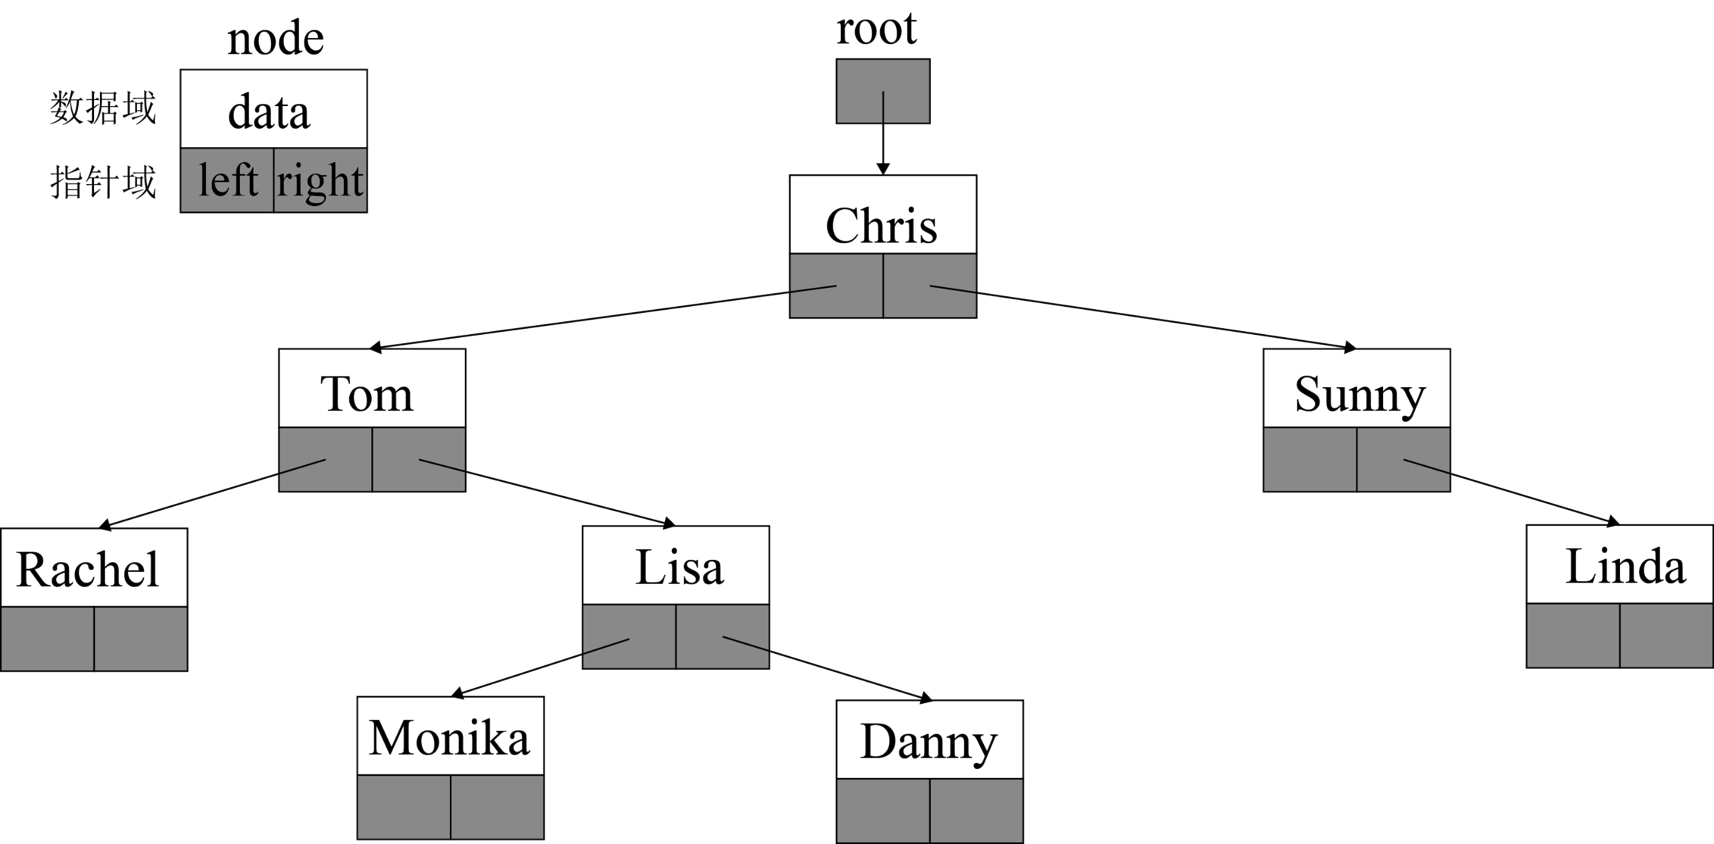 node
root
数据域
data
指针域
left
right
Chris
Tom
Sunny
Rachel
Lisa
Linda
Monika
Danny